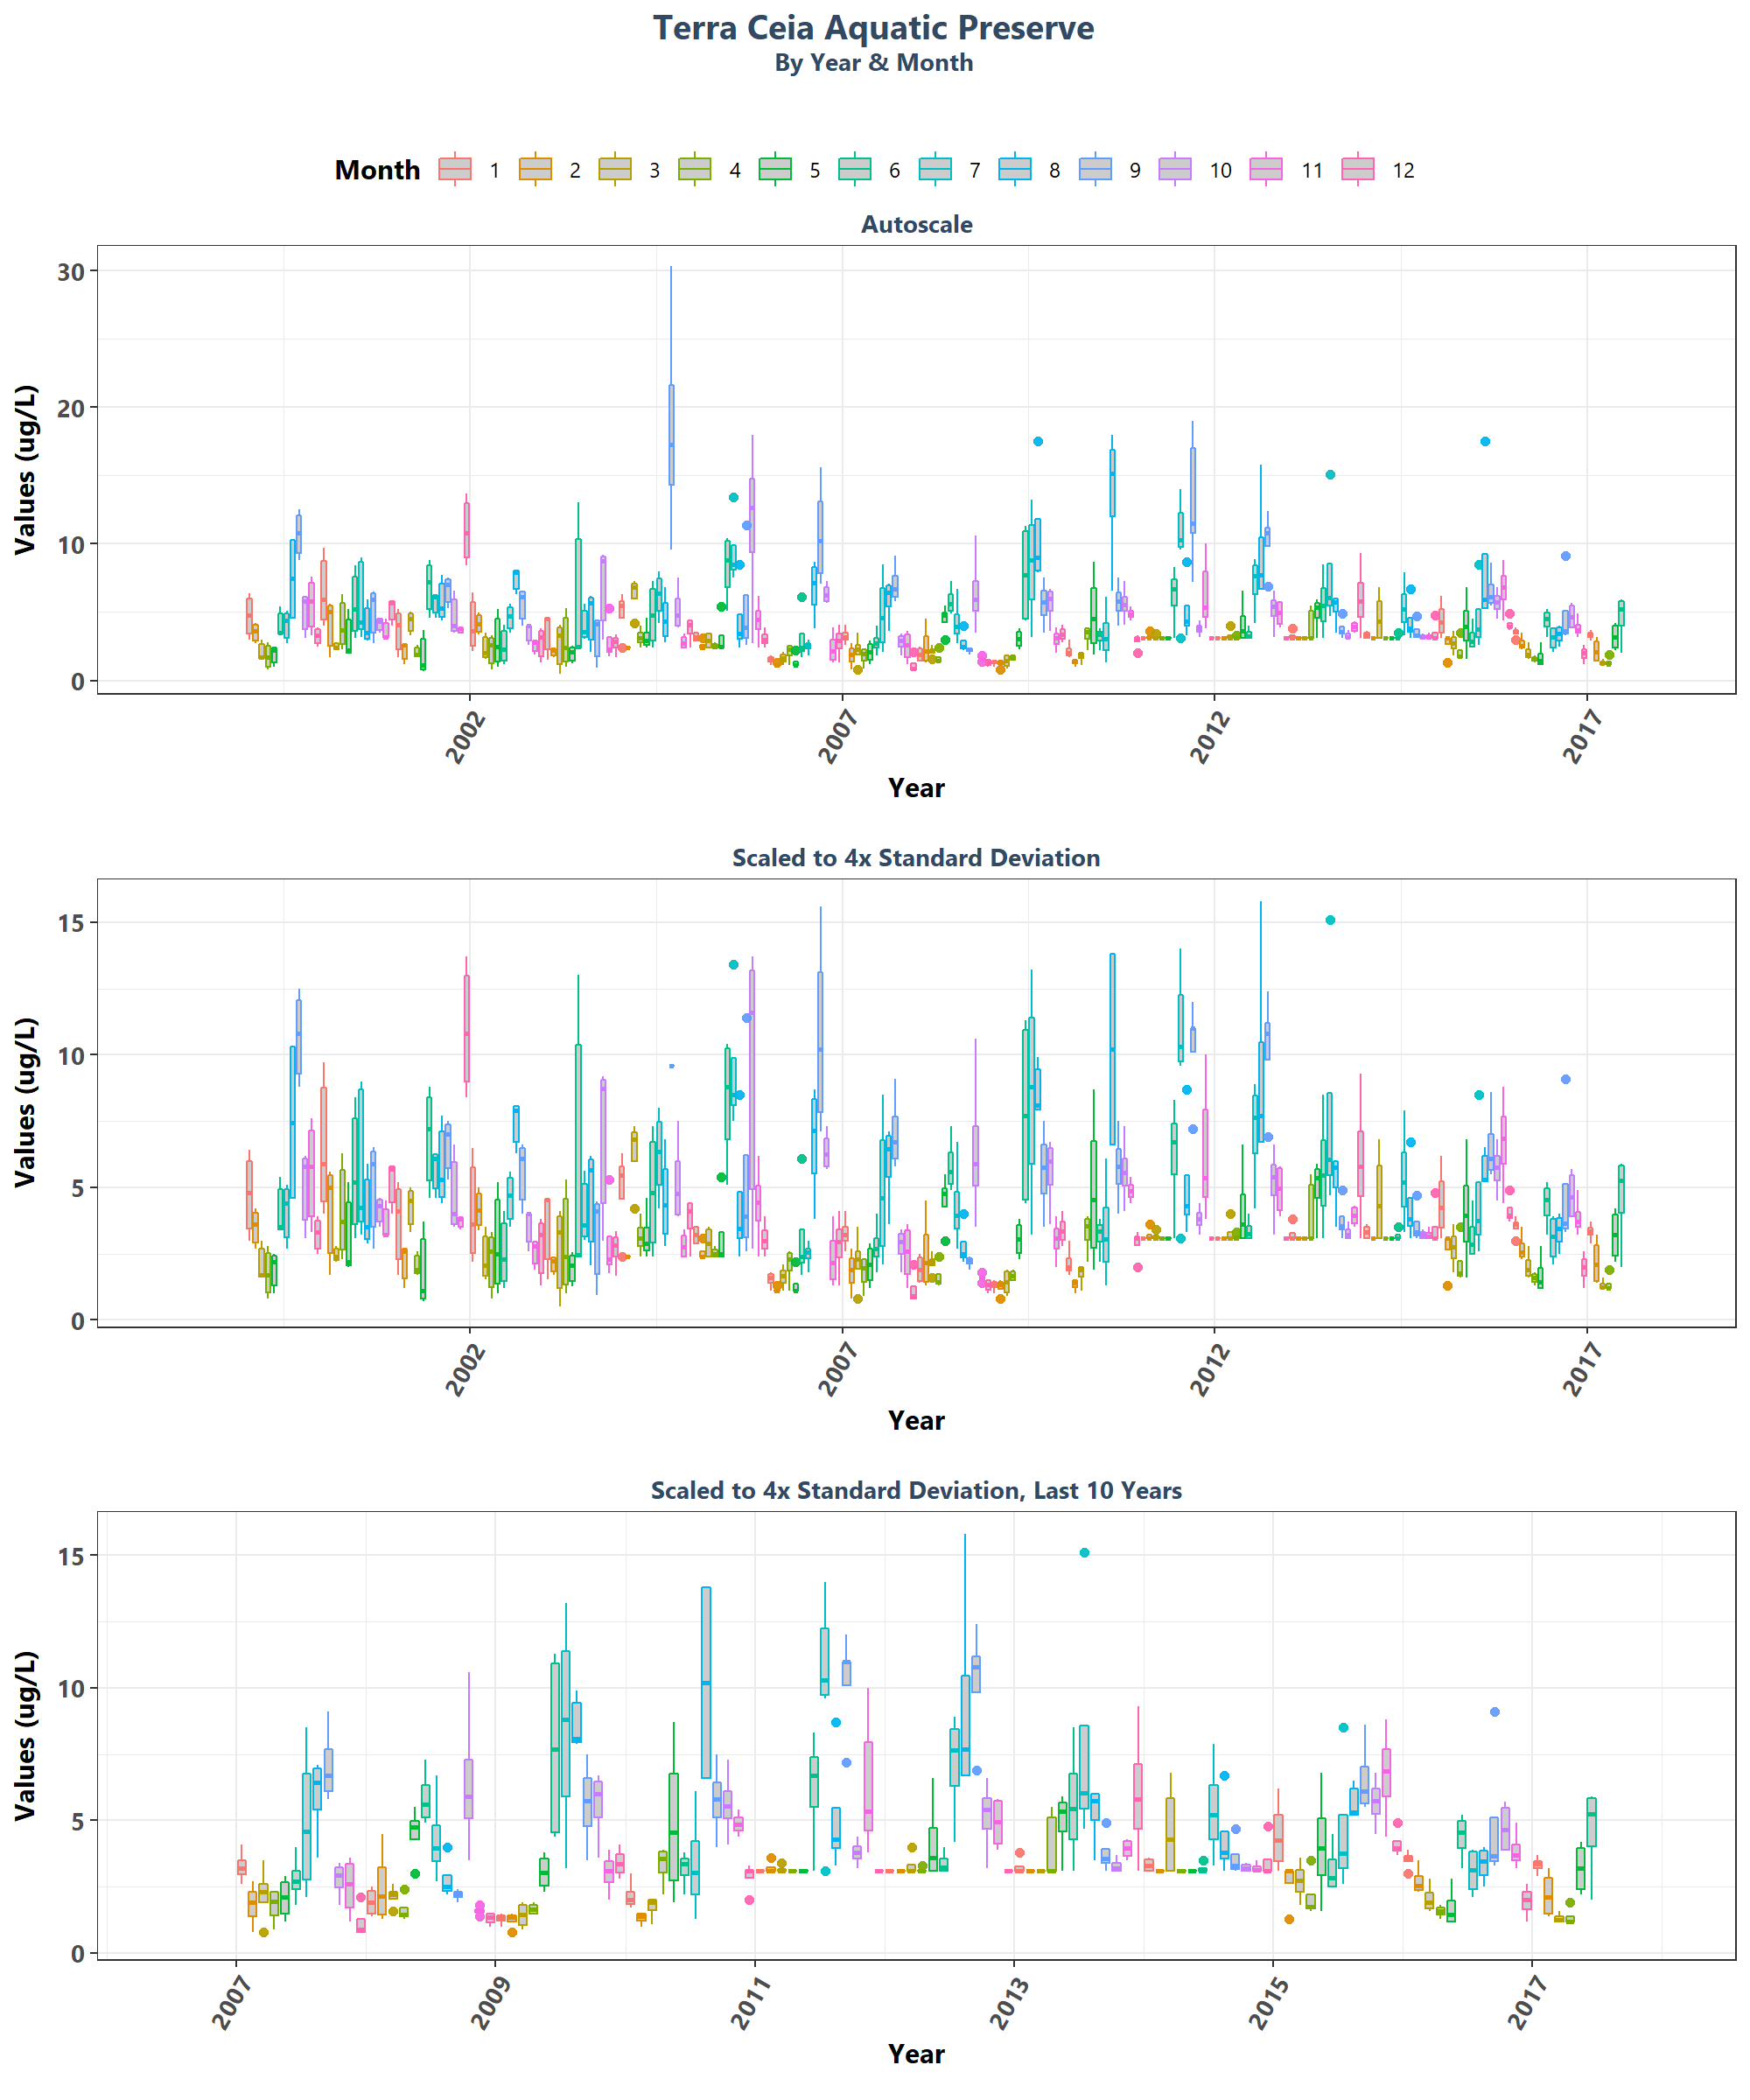 Terra Ceia Aquatic Preserve
By Year & Month
Month 1 2 3 4 5 6 7 8 9 10 11 12
Autoscale
30
20
10
0
Values (ug/L)
2002 2007 2012 2017
Year
Scaled to 4x Standard Deviation
15
10
5
0
Values (ug/L)
2002 2007 2012 2017
Year
Scaled to 4x Standard Deviation, Last 10 Years
15
10
5
0
Values (ug/L)
2007 2009 2011 2013 2015 2017
Year